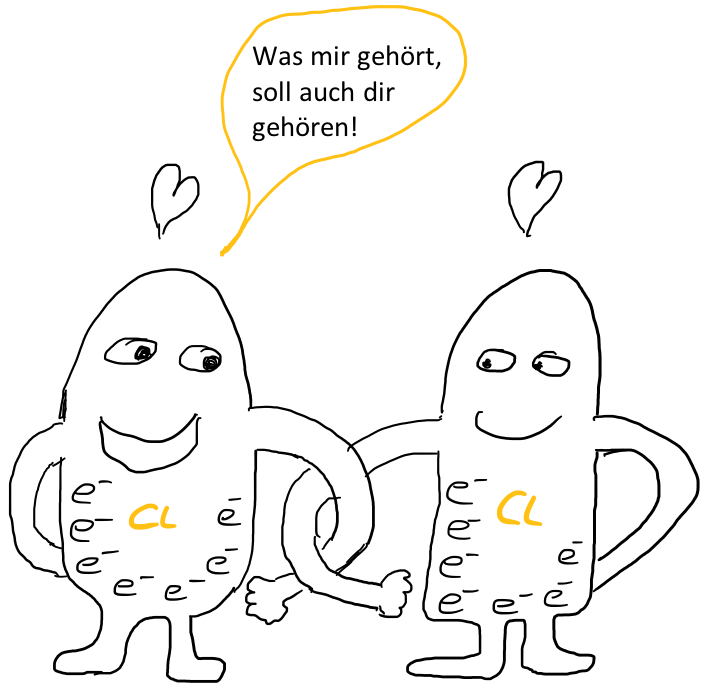 Was mir gehört,
soll auch dir
gehören!
e⁻ CL e⁻
e⁻
e⁻ e⁻
e⁻ e⁻
e⁻ CL
e⁻
e⁻ e⁻
e⁻ e⁻ e⁻